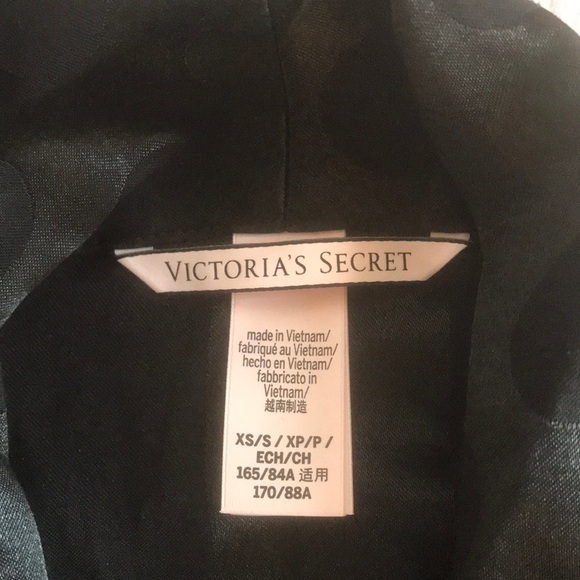 VICTORIA'S SECRET
made in Vietnam/
fabriqué au Vietnam/
hecho en Vietnam/
fabbricato in
Vietnam/
越南制造
XS/S / XP/P /
ECH/CH
165/84A 适用
170/88A